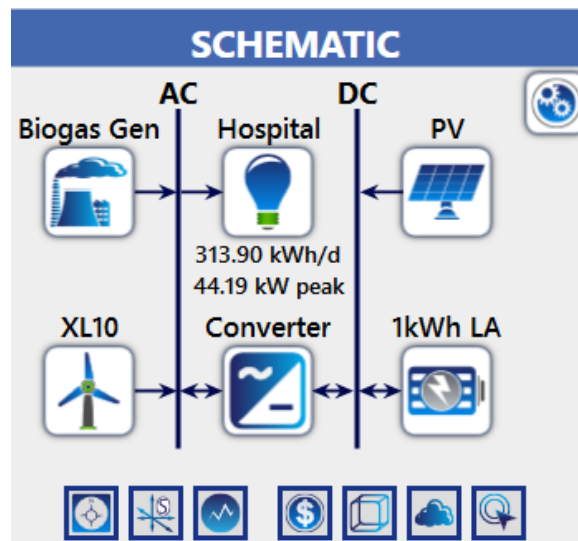 SCHEMATIC
AC DC
Biogas Gen Hospital PV
313.90 kWh/d
44.19 kW peak
XL10 Converter 1kWh LA
S
$